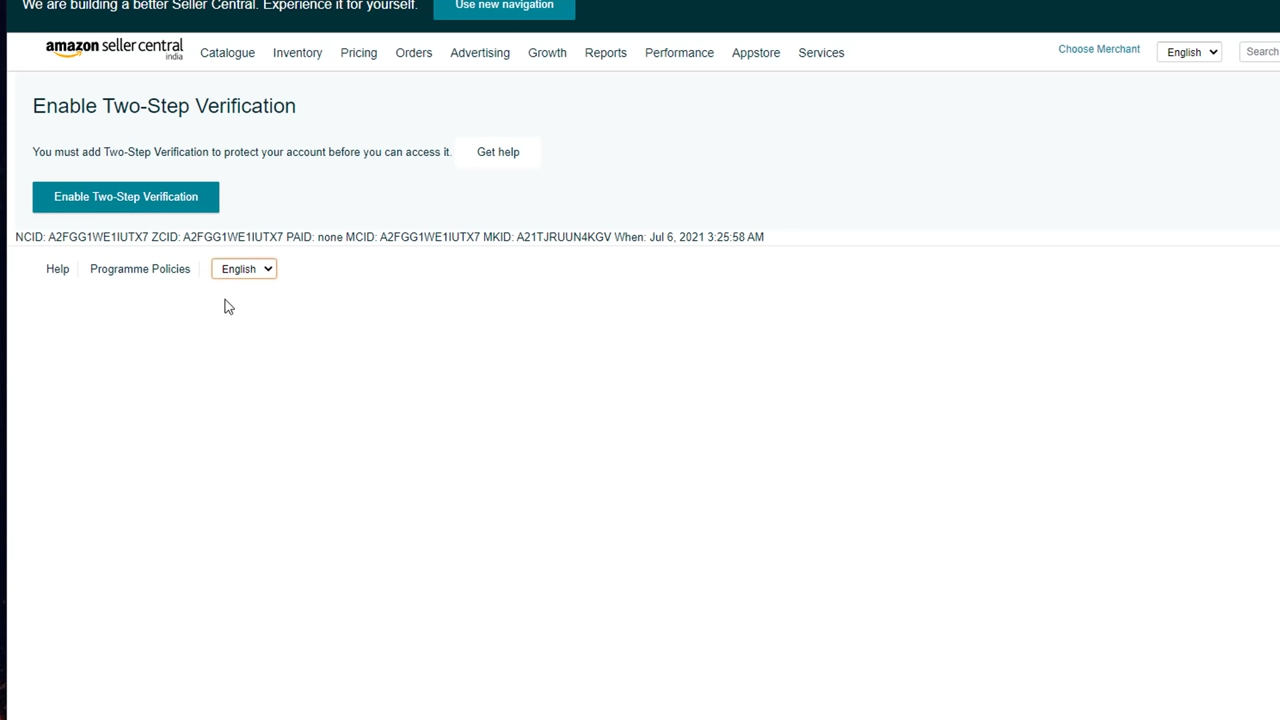 We are building a better Seller Central. Experience it for yourself. Use new navigation
amazon seller central
india
Catalogue Inventory Pricing Orders Advertising Growth Reports Performance Appstore Services Choose Merchant English Search
Enable Two-Step Verification
You must add Two-Step Verification to protect your account before you can access it. Get help
Enable Two-Step Verification
NCID: A2FGG1WE1IUTX7 ZCID: A2FGG1WE1IUTX7 PAID: none MCID: A2FGG1WE1IUTX7 MKID: A21TJRUUN4KGV When: Jul 6, 2021 3:25:58 AM
Help Programme Policies English